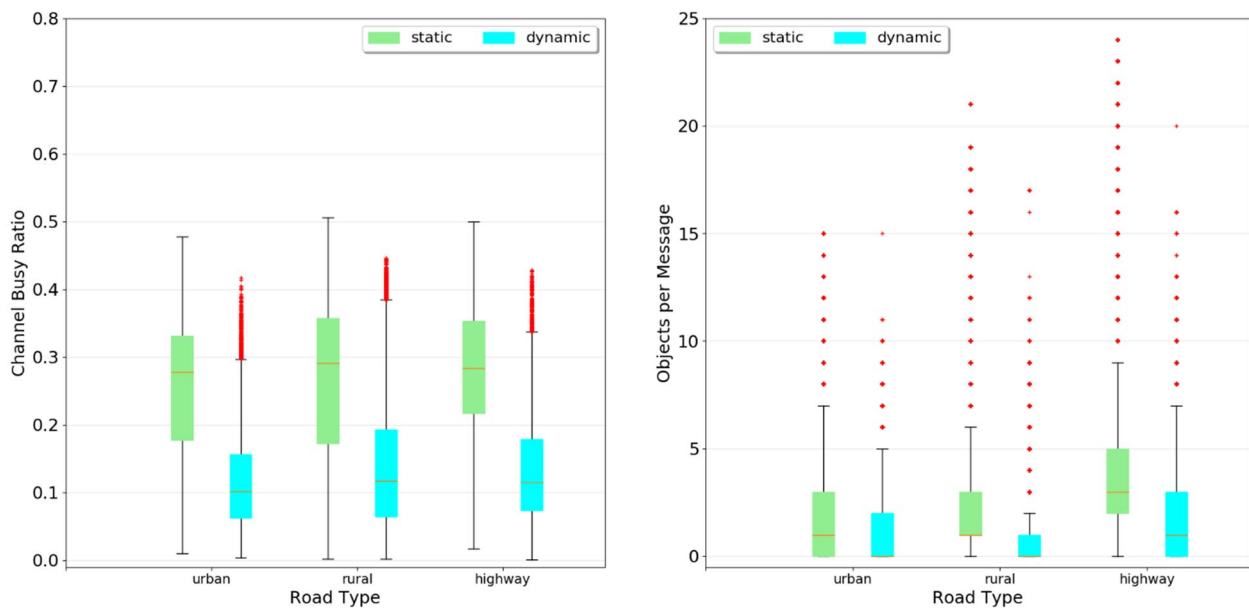 static dynamic
0.8
0.7
0.6
0.5
0.4
0.3
0.2
0.1
0.0
Channel Busy Ratio
urban rural highway
Road Type
static dynamic
25
20
15
10
5
0
Objects per Message
urban rural highway
Road Type